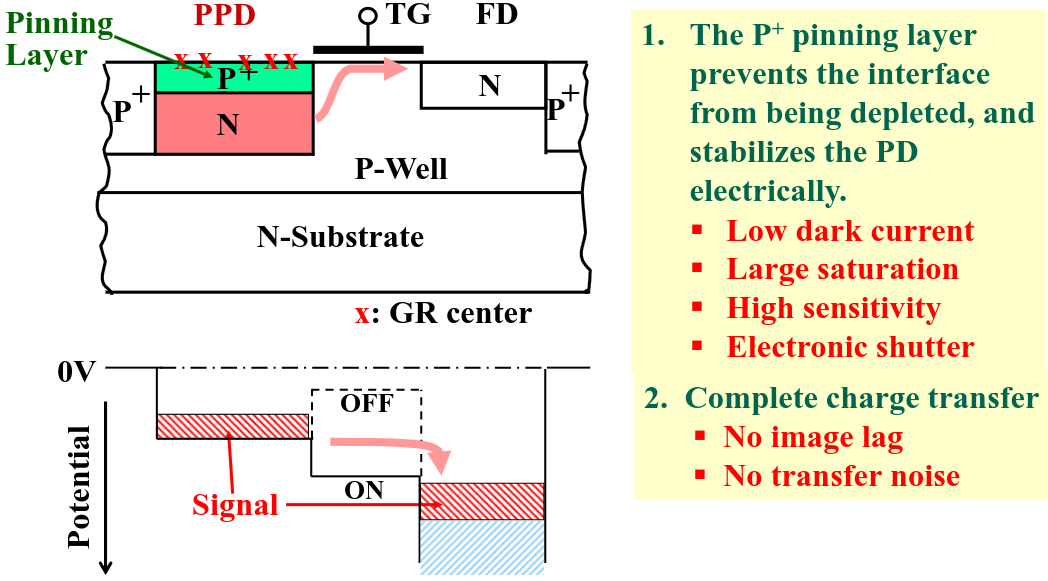 Pinning
Layer
PPD
TG
FD
x x x x x
P+
P+
N
N
P+
P-Well
N-Substrate
x: GR center
0V
OFF
ON
Signal
Potential
1. The P+ pinning layer
prevents the interface
from being depleted, and
stabilizes the PD
electrically.
▪ Low dark current
▪ Large saturation
▪ High sensitivity
▪ Electronic shutter
2. Complete charge transfer
▪ No image lag
▪ No transfer noise